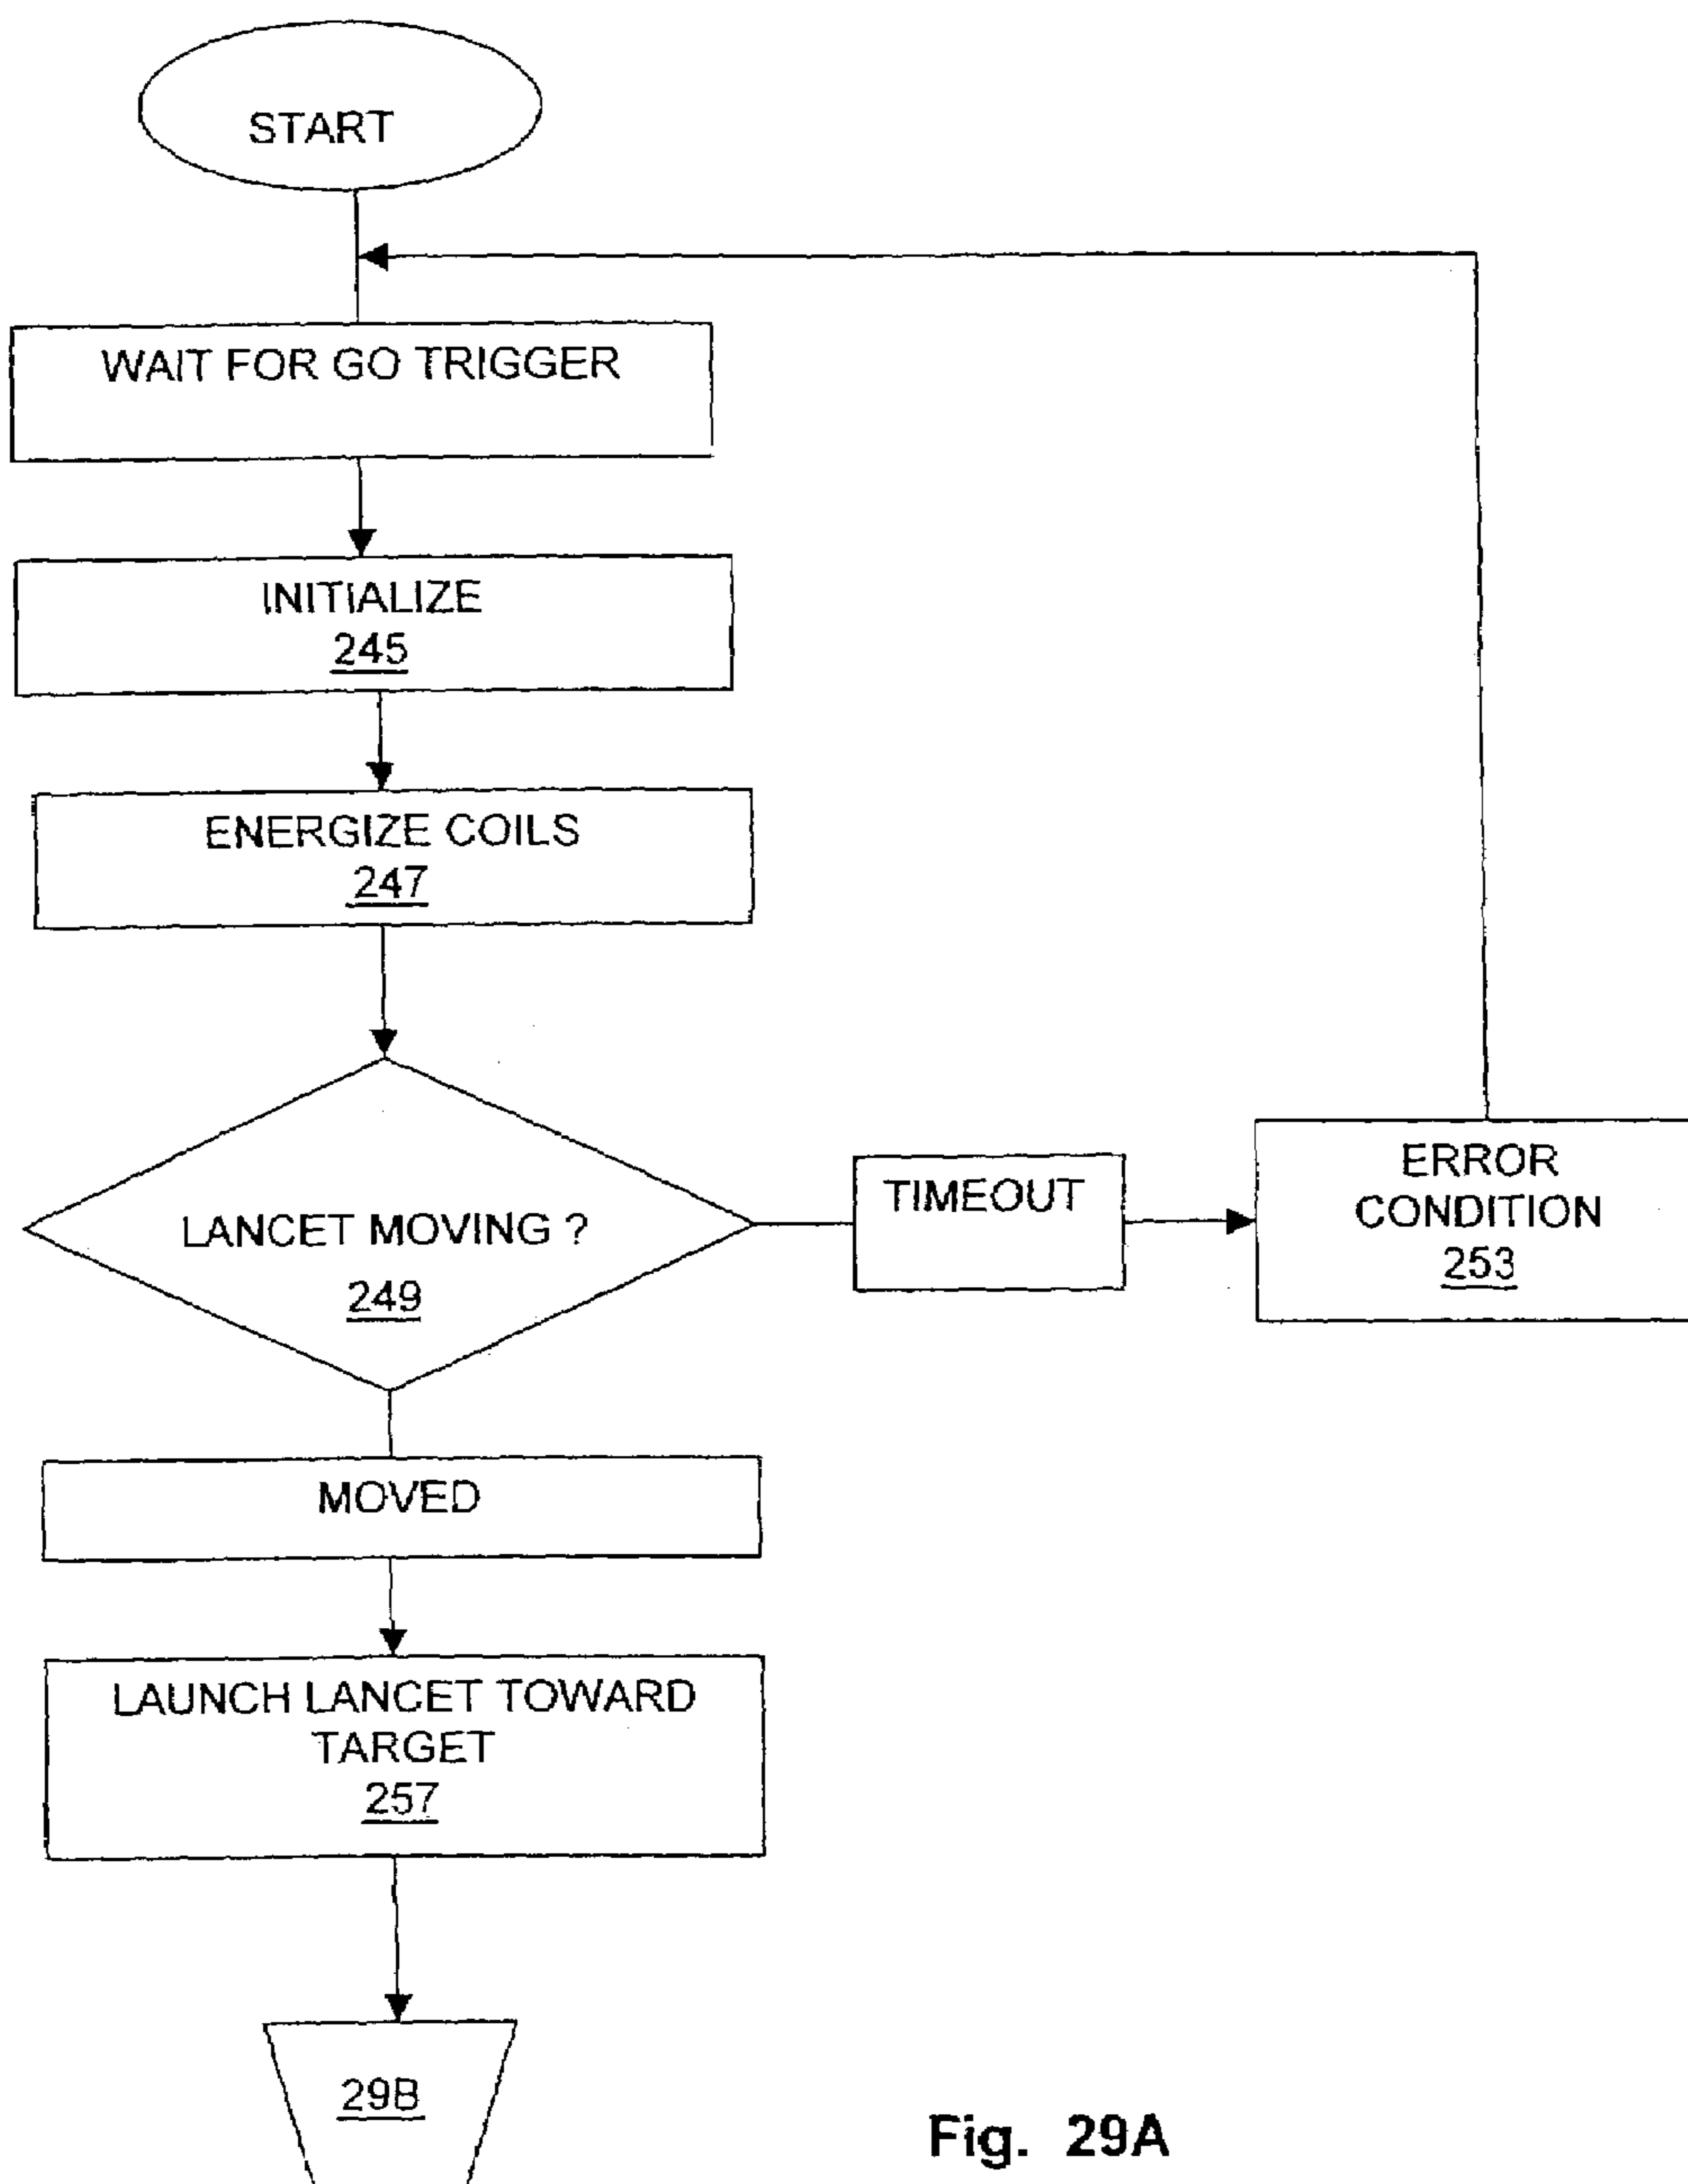 START
WAIT FOR GO TRIGGER
INITIALIZE
245
ENERGIZE COILS
247
LANCET MOVING ?
249
TIMEOUT
ERROR
CONDITION
253
MOVED
LAUNCH LANCET TOWARD
TARGET
257
29B
Fig. 29A